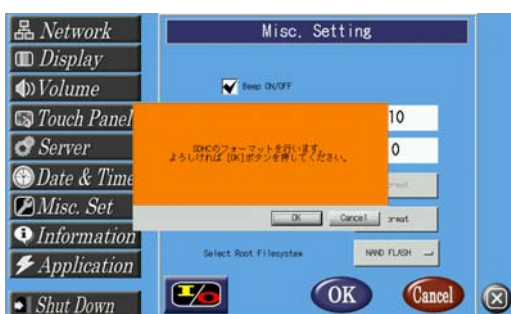 Network
Display
Volume
Touch Panel
Server
Date & Time
Misc. Set
Information
Application
Shut Down
Misc. Setting
Beep ON/OFF
10
0
SDHCのフォーマットを行います。
よろしければ [OK]ボタンを押してください。
OK
Cancel
Select Root Filesystem
NAND FLASH
I/O
OK
Cancel